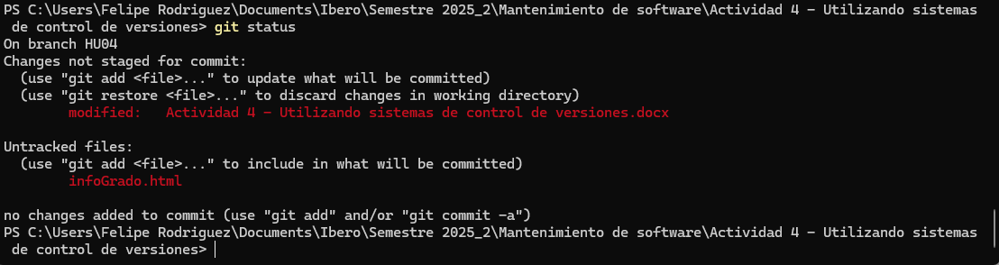 PS C:\Users\Felipe Rodriguez\Documents\Ibero\Semestre 2025_2\Mantenimiento de software\Actividad 4 - Utilizando sistemas
 de control de versiones> git status
On branch HU04
Changes not staged for commit:
  (use "git add <file>..." to update what will be committed)
  (use "git restore <file>..." to discard changes in working directory)
        modified:   Actividad 4 - Utilizando sistemas de control de versiones.docx
Untracked files:
  (use "git add <file>..." to include in what will be committed)
        infoGrado.html
no changes added to commit (use "git add" and/or "git commit -a")
PS C:\Users\Felipe Rodriguez\Documents\Ibero\Semestre 2025_2\Mantenimiento de software\Actividad 4 - Utilizando sistemas
 de control de versiones>